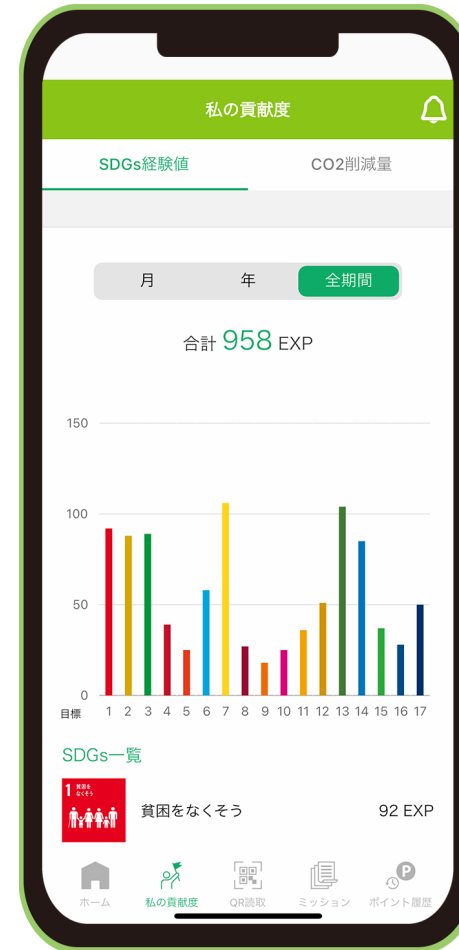 私の貢献度
SDGs経験値
CO2削減量
月
年
全期間
合計 958 EXP
150
100
50
0
目標 1 2 3 4 5 6 7 8 9 10 11 12 13 14 15 16 17
SDGs一覧
1 貧困を
なくそう
貧困をなくそう
92 EXP
ホーム
私の貢献度
QR読取
ミッション
P
ポイント履歴